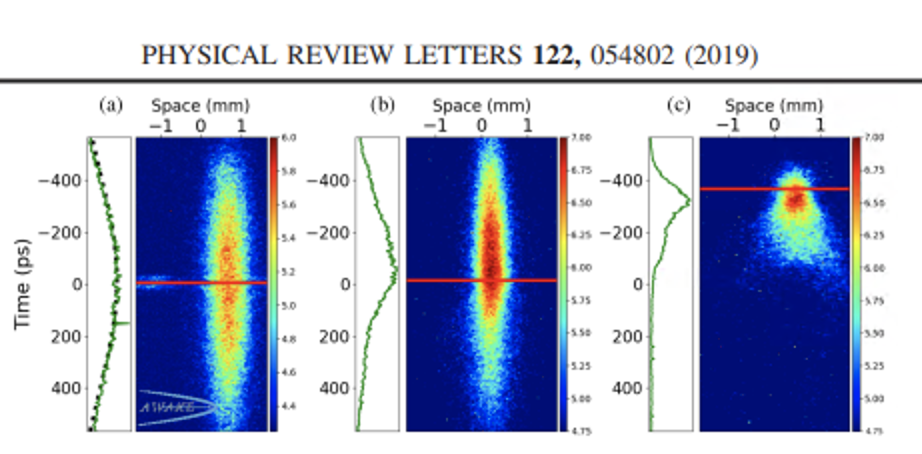 PHYSICAL REVIEW LETTERS 122, 054802 (2019)
(a) Space (mm) (b) Space (mm) (c) Space (mm)
−1 0 1 −1 0 1 −1 0 1
6.0 7.00 7.00
−400 −400 −400
5.8 6.75 6.75
5.6 6.50 6.50
−200 −200 −200
5.4 6.25 6.25
Time (ps)
5.2 6.00 6.00
0 0 0
5.0 5.75 5.75
200 200 200
4.8 5.50 5.50
4.6 5.25 5.25
400 400 400
4.4 5.00 5.00
AWAKE
4.75 4.75